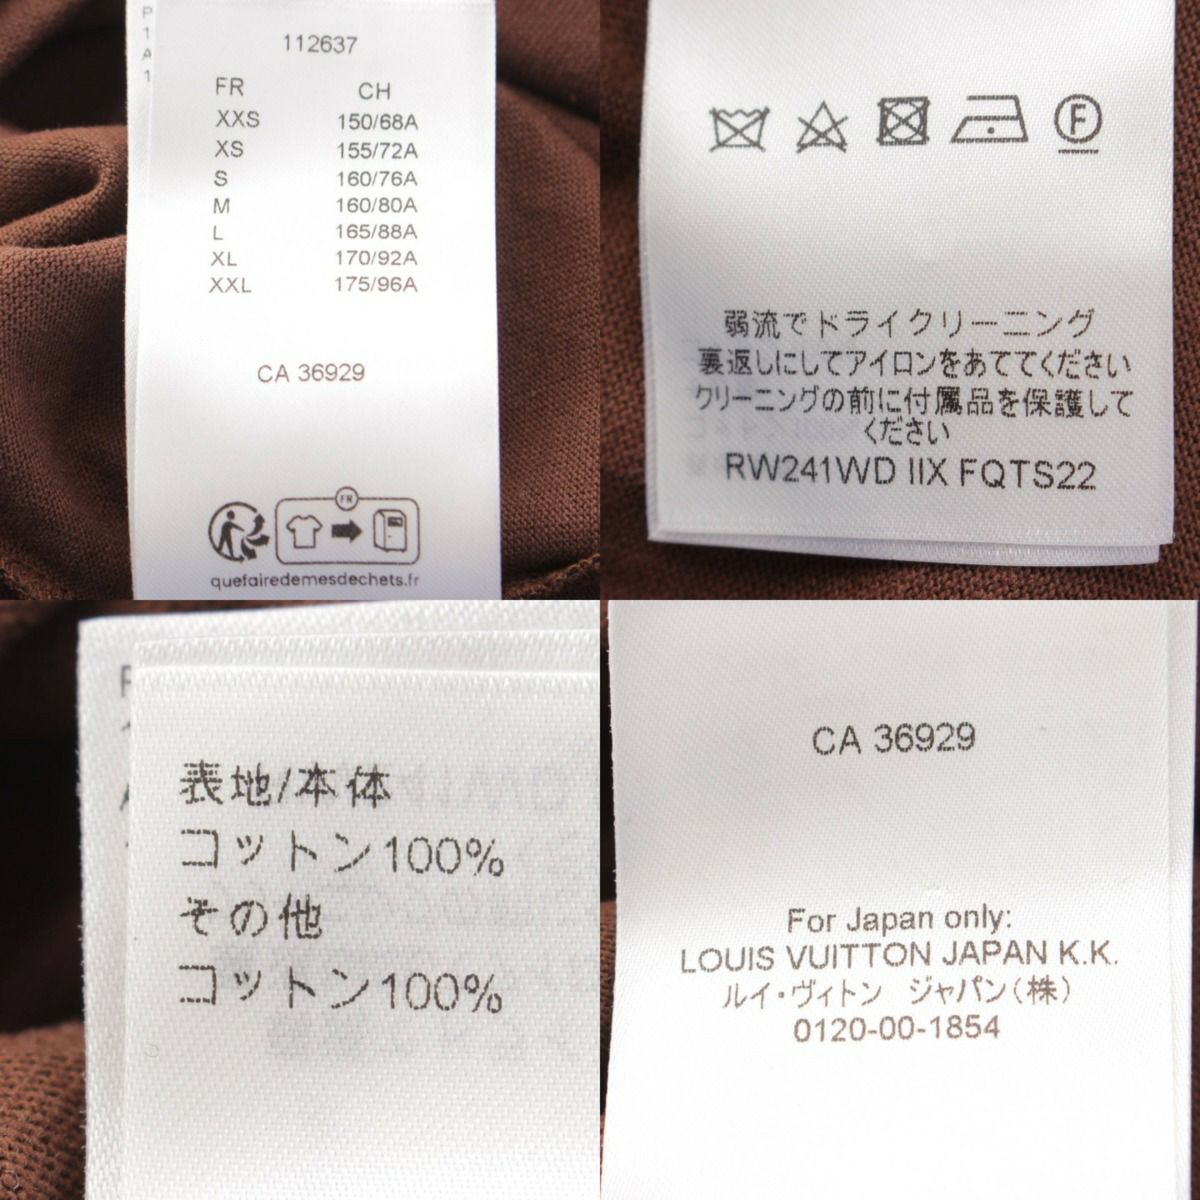 P
1
A
1
112637
FR CH
XXS 150/68A
XS 155/72A
S 160/76A
M 160/80A
L 165/88A
XL 170/92A
XXL 175/96A
CA 36929
FR
quefairedemesdechets.fr
F
弱流でドライクリーニング
裏返しにしてアイロンをあててください
クリーニングの前に付属品を保護して
ください
RW241WD IIX FQTS22
表地/本体
コットン100%
その他
コットン100%
CA 36929
For Japan only:
LOUIS VUITTON JAPAN K.K.
ルイ・ヴィトン ジャパン(株)
0120-00-1854